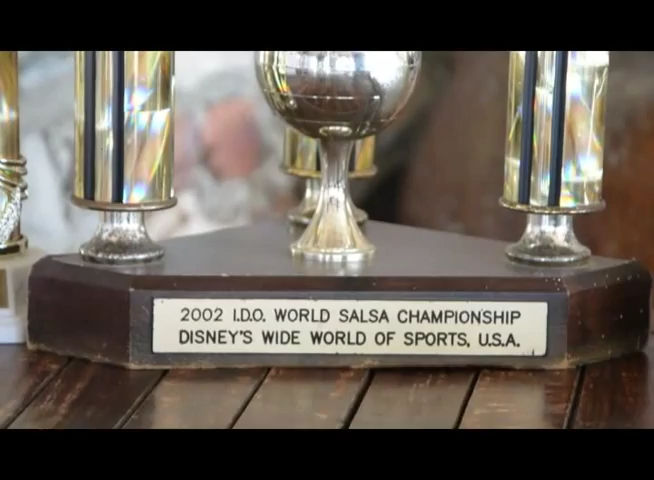 2002 I.D.O. WORLD SALSA CHAMPIONSHIP
DISNEY'S WIDE WORLD OF SPORTS, U.S.A.